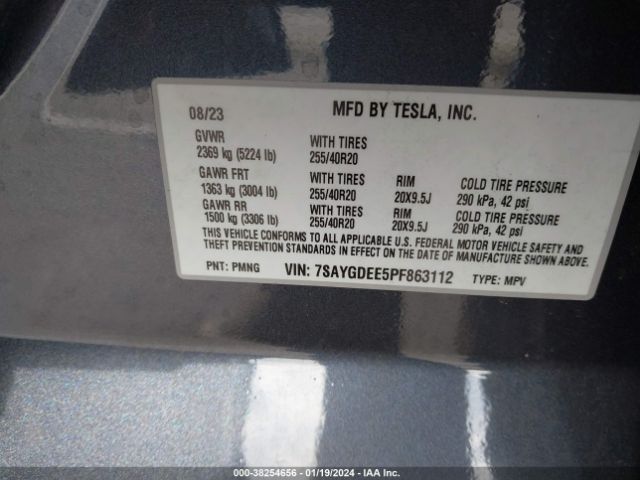 08/23 MFD BY TESLA, INC.
GVWR WITH TIRES
2369 kg (5224 lb) 255/40R20
GAWR FRT WITH TIRES RIM COLD TIRE PRESSURE
1363 kg (3004 lb) 255/40R20 20X9.5J 290 kPa, 42 psi
GAWR RR WITH TIRES RIM COLD TIRE PRESSURE
1500 kg (3306 lb) 255/40R20 20X9.5J 290 kPa, 42 psi
THIS VEHICLE CONFORMS TO ALL APPLICABLE U.S. FEDERAL MOTOR VEHICLE SAFETY AND
THEFT PREVENTION STANDARDS IN EFFECT ON THE DATE OF MANUFACTURE SHOWN ABOVE.
PNT: PMNG VIN: 7SAYGDEE5PF863112 TYPE: MPV
000-38254656 - 01/19/2024 - IAA Inc.